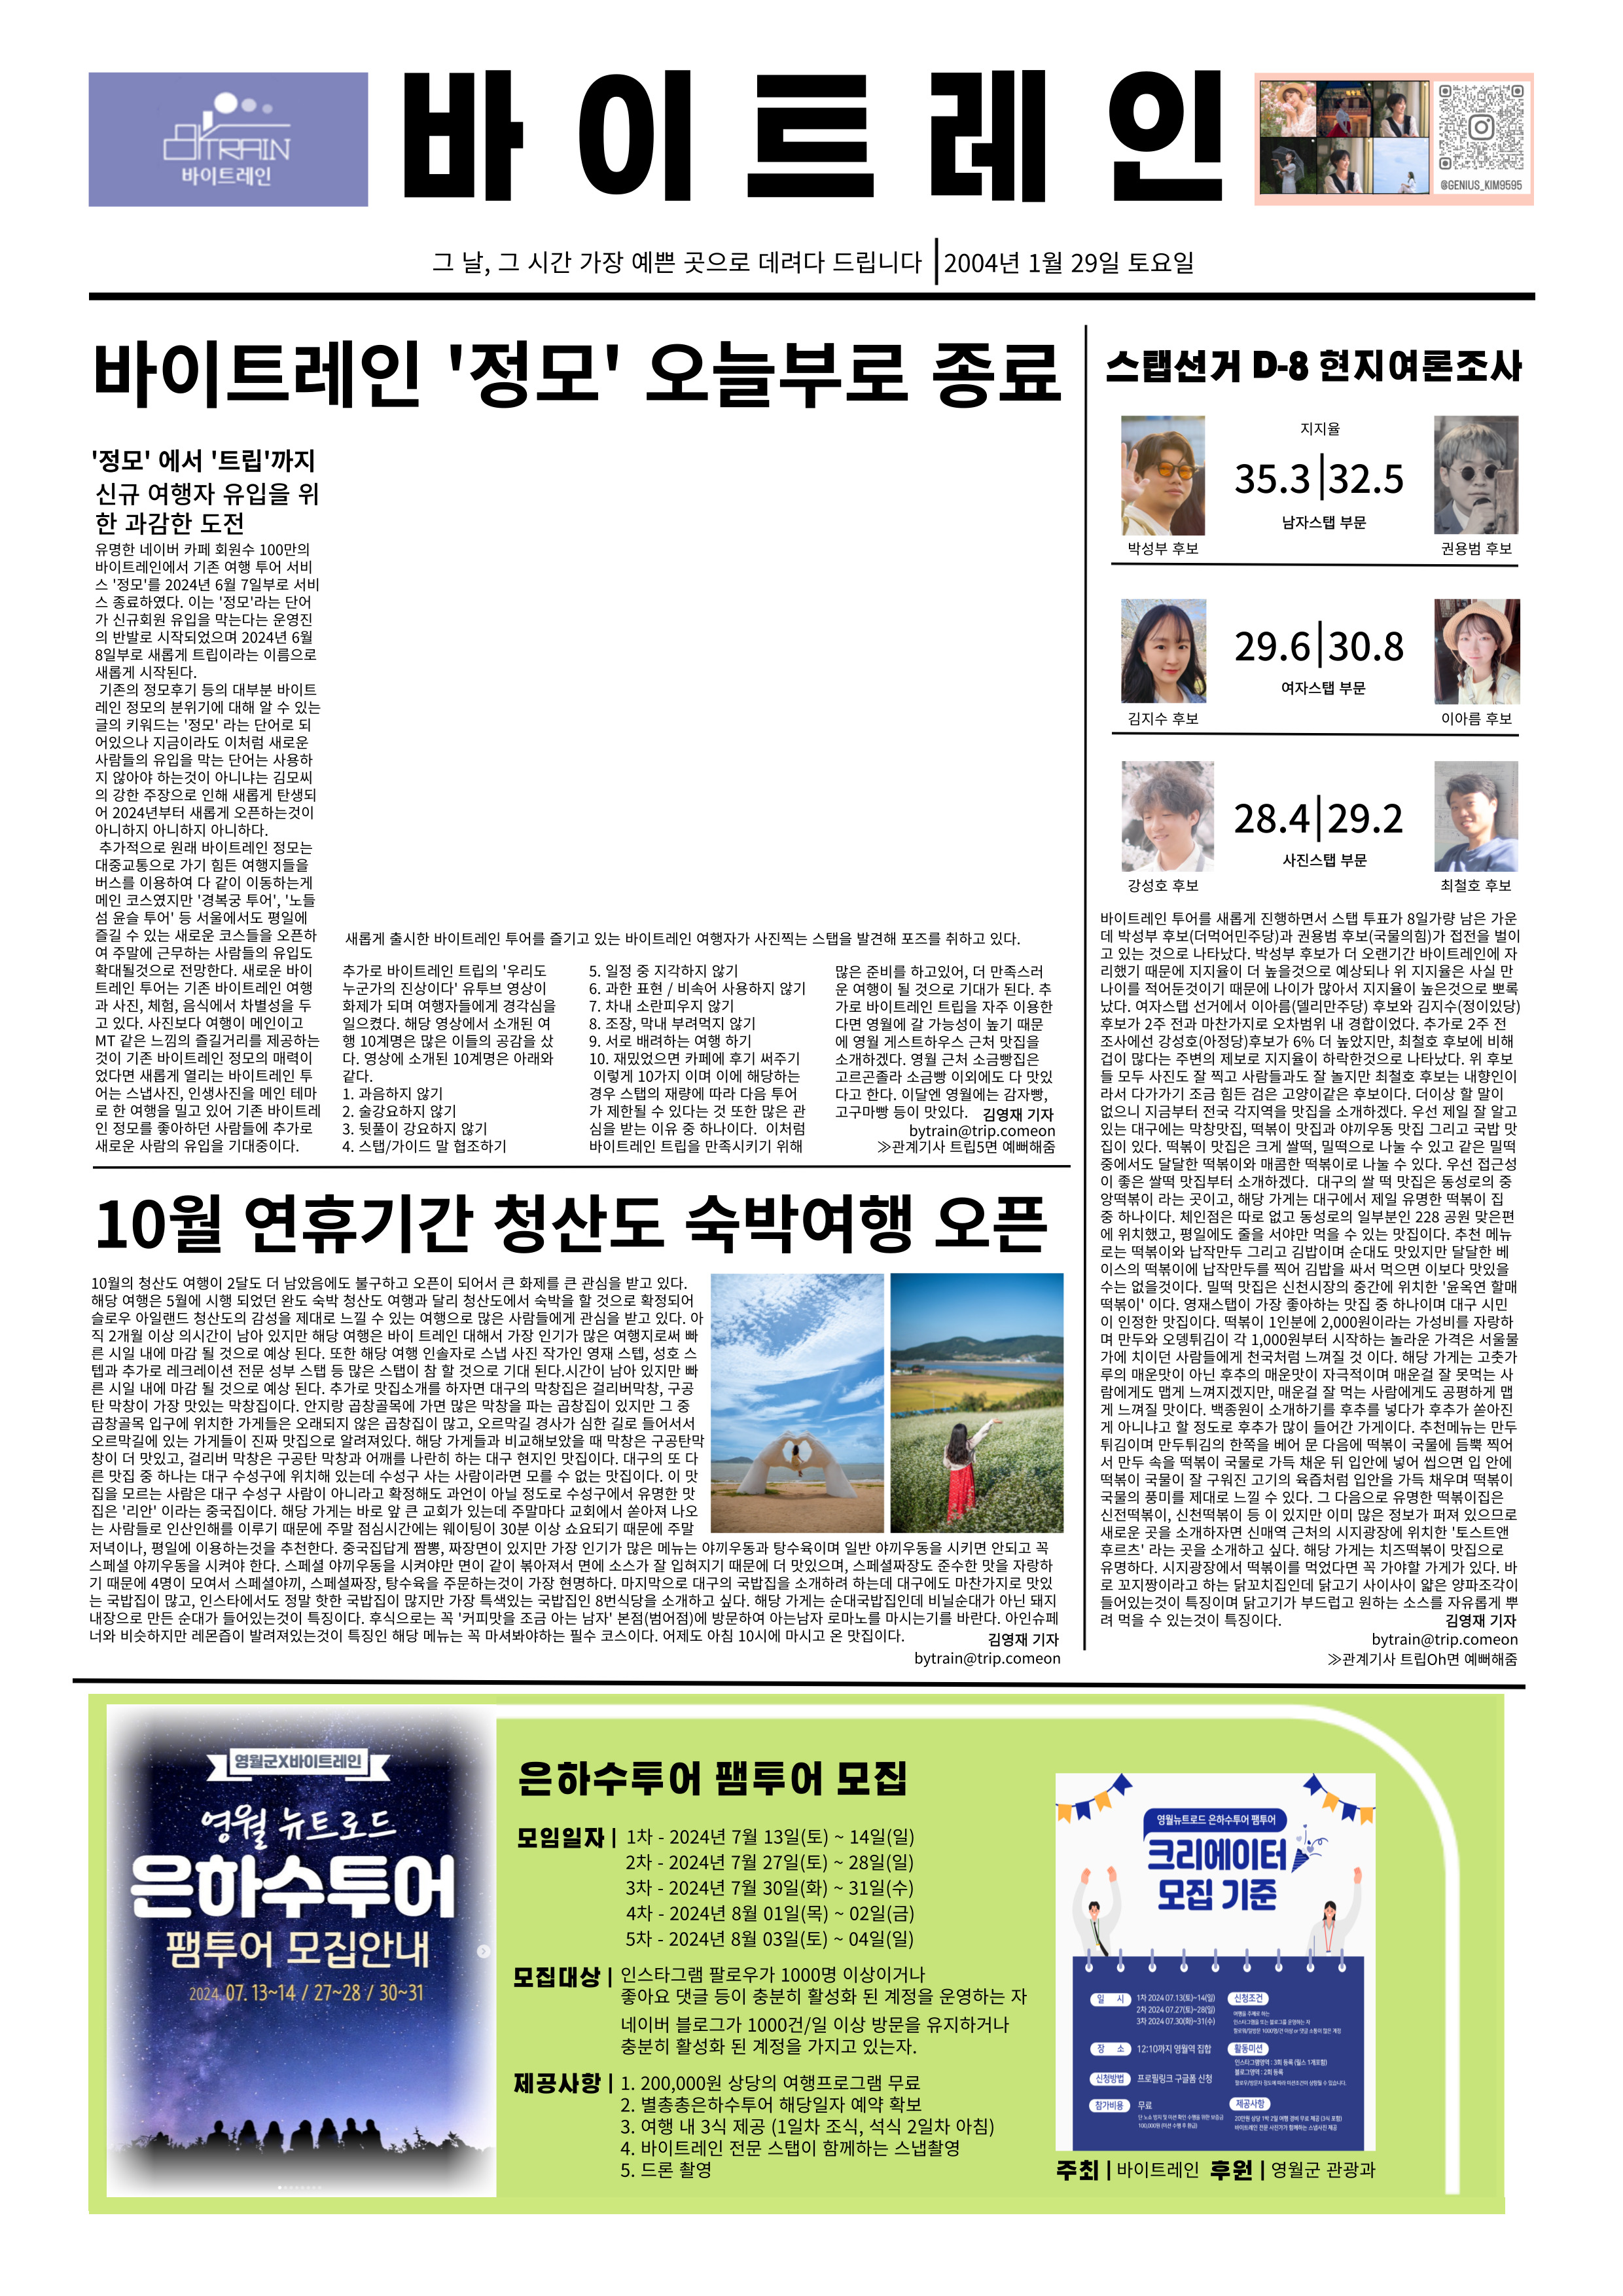 BYTRAIN
바이트레인
바이트레인
@GENIUS_KIM9595
그 날, 그 시간 가장 예쁜 곳으로 데려다 드립니다
2004년 1월 29일 토요일
바이트레인 '정모' 오늘부로 종료
'정모' 에서 '트립'까지
신규 여행자 유입을 위
한 과감한 도전
유명한 네이버 카페 회원수 100만의
바이트레인에서 기존 여행 투어 서비
스 '정모'를 2024년 6월 7일부로 서비
스 종료하였다. 이는 '정모'라는 단어
가 신규회원 유입을 막는다는 운영진
의 반발로 시작되었으며 2024년 6월
8일부로 새롭게 트립이라는 이름으로
새롭게 시작된다.
기존의 정모후기 등의 대부분 바이트
레인 정모의 분위기에 대해 알 수 있는
글의 키워드는 '정모' 라는 단어로 되
어있으나 지금이라도 이처럼 새로운
사람들의 유입을 막는 단어는 사용하
지 않아야 하는것이 아니냐는 김모씨
의 강한 주장으로 인해 새롭게 탄생되
어 2024년부터 새롭게 오픈하는것이
아니하지 아니하지 아니하다.
추가적으로 원래 바이트레인 정모는
대중교통으로 가기 힘든 여행지들을
버스를 이용하여 다 같이 이동하는게
메인 코스였지만 '경복궁 투어', '노들
섬 윤슬 투어' 등 서울에서도 평일에
즐길 수 있는 새로운 코스들을 오픈하
여 주말에 근무하는 사람들의 유입도
확대될것으로 전망한다. 새로운 바이
트레인 투어는 기존 바이트레인 여행
과 사진, 체험, 음식에서 차별성을 두
고 있다. 사진보다 여행이 메인이고
MT 같은 느낌의 즐길거리를 제공하는
것이 기존 바이트레인 정모의 매력이
었다면 새롭게 열리는 바이트레인 투
어는 스냅사진, 인생사진을 메인 테마
로 한 여행을 밀고 있어 기존 바이트레
인 정모를 좋아하던 사람들에 추가로
새로운 사람의 유입을 기대중이다.
새롭게 출시한 바이트레인 투어를 즐기고 있는 바이트레인 여행자가 사진찍는 스탭을 발견해 포즈를 취하고 있다.
추가로 바이트레인 트립의 '우리도
누군가의 진상이다' 유투브 영상이
화제가 되며 여행자들에게 경각심을
일으켰다. 해당 영상에서 소개된 여
행 10계명은 많은 이들의 공감을 샀
다. 영상에 소개된 10계명은 아래와
같다.
1. 과음하지 않기
2. 술강요하지 않기
3. 뒷풀이 강요하지 않기
4. 스탭/가이드 말 협조하기
5. 일정 중 지각하지 않기
6. 과한 표현 / 비속어 사용하지 않기
7. 차내 소란피우지 않기
8. 조장, 막내 부려먹지 않기
9. 서로 배려하는 여행 하기
10. 재밌었으면 카페에 후기 써주기
이렇게 10가지 이며 이에 해당하는
경우 스탭의 재량에 따라 다음 투어
가 제한될 수 있다는 것 또한 많은 관
심을 받는 이유 중 하나이다. 이처럼
바이트레인 트립을 만족시키기 위해
많은 준비를 하고있어, 더 만족스러
운 여행이 될 것으로 기대가 된다. 추
가로 바이트레인 트립을 자주 이용한
다면 영월에 갈 가능성이 높기 때문
에 영월 게스트하우스 근처 맛집을
소개하겠다. 영월 근처 소금빵집은
고르곤졸라 소금빵 이외에도 다 맛있
다고 한다. 이달엔 영월에는 감자빵,
고구마빵 등이 맛있다. 김영재 기자
bytrain@trip.comeon
≫관계기사 트립5면 예뻐해줌
스탭선거 D-8 현지여론조사
지지율
35.3|32.5
남자스탭 부문
박성부 후보
권용범 후보
29.6|30.8
여자스탭 부문
김지수 후보
이아름 후보
28.4|29.2
사진스탭 부문
강성호 후보
최철호 후보
바이트레인 투어를 새롭게 진행하면서 스탭 투표가 8일가량 남은 가운
데 박성부 후보(더먹어민주당)과 권용범 후보(국물의힘)가 접전을 벌이
고 있는 것으로 나타났다. 박성부 후보가 더 오랜기간 바이트레인에 자
리했기 때문에 지지율이 더 높을것으로 예상되나 위 지지율은 사실 만
나이를 적어둔것이기 때문에 나이가 많아서 지지율이 높은것으로 뽀록
났다. 여자스탭 선거에서 이아름(델리만주당) 후보와 김지수(정이있당)
후보가 2주 전과 마찬가지로 오차범위 내 경합이었다. 추가로 2주 전
조사에선 강성호(아정당)후보가 6% 더 높았지만, 최철호 후보에 비해
겁이 많다는 주변의 제보로 지지율이 하락한것으로 나타났다. 위 후보
들 모두 사진도 잘 찍고 사람들과도 잘 놀지만 최철호 후보는 내향인이
라서 다가가기 조금 힘든 검은 고양이같은 후보이다. 더이상 할 말이
없으니 지금부터 전국 각지역을 맛집을 소개하겠다. 우선 제일 잘 알고
있는 대구에는 막창맛집, 떡볶이 맛집과 야끼우동 맛집 그리고 국밥 맛
집이 있다. 떡볶이 맛집은 크게 쌀떡, 밀떡으로 나눌 수 있고 같은 밀떡
중에서도 달달한 떡볶이와 매콤한 떡볶이로 나눌 수 있다. 우선 접근성
이 좋은 쌀떡 맛집부터 소개하겠다. 대구의 쌀 떡 맛집은 동성로의 중
앙떡볶이 라는 곳이고, 해당 가게는 대구에서 제일 유명한 떡볶이 집
중 하나이다. 체인점은 따로 없고 동성로의 일부분인 228 공원 맞은편
에 위치했고, 평일에도 줄을 서야만 먹을 수 있는 맛집이다. 추천 메뉴
로는 떡볶이와 납작만두 그리고 김밥이며 순대도 맛있지만 달달한 베
이스의 떡볶이에 납작만두를 찍어 김밥을 싸서 먹으면 이보다 맛있을
수는 없을것이다. 밀떡 맛집은 신천시장의 중간에 위치한 '윤옥연 할매
떡볶이' 이다. 영재스탭이 가장 좋아하는 맛집 중 하나이며 대구 시민
이 인정한 맛집이다. 떡볶이 1인분에 2,000원이라는 가성비를 자랑하
며 만두와 오뎅튀김이 각 1,000원부터 시작하는 놀라운 가격은 서울물
가에 치이던 사람들에게 천국처럼 느껴질 것 이다. 해당 가게는 고춧가
루의 매운맛이 아닌 후추의 매운맛이 자극적이며 매운걸 잘 못먹는 사
람에게도 맵게 느껴지겠지만, 매운걸 잘 먹는 사람에게도 공평하게 맵
게 느껴질 맛이다. 백종원이 소개하기를 후추를 넣다가 후추가 쏟아진
게 아니냐고 할 정도로 후추가 많이 들어간 가게이다. 추천메뉴는 만두
튀김이며 만두튀김의 한쪽을 베어 문 다음에 떡볶이 국물에 듬뿍 찍어
서 만두 속을 떡볶이 국물로 가득 채운 뒤 입안에 넣어 씹으면 입 안에
떡볶이 국물이 잘 구워진 고기의 육즙처럼 입안을 가득 채우며 떡볶이
국물의 풍미를 제대로 느낄 수 있다. 그 다음으로 유명한 떡볶이집은
신전떡볶이, 신천떡볶이 등 이 있지만 이미 많은 정보가 퍼져 있으므로
새로운 곳을 소개하자면 신매역 근처의 시지광장에 위치한 '토스트앤
후르츠' 라는 곳을 소개하고 싶다. 해당 가게는 치즈떡볶이 맛집으로
유명하다. 시지광장에서 떡볶이를 먹었다면 꼭 가야할 가게가 있다. 바
로 꼬지짱이라고 하는 닭꼬치집인데 닭고기 사이사이 얇은 양파조각이
들어있는것이 특징이며 닭고기가 부드럽고 원하는 소스를 자유롭게 뿌
려 먹을 수 있는것이 특징이다. 김영재 기자
bytrain@trip.comeon
≫관계기사 트립Oh면 예뻐해줌
10월 연휴기간 청산도 숙박여행 오픈
10월의 청산도 여행이 2달도 더 남았음에도 불구하고 오픈이 되어서 큰 화제를 큰 관심을 받고 있다.
해당 여행은 5월에 시행 되었던 완도 숙박 청산도 여행과 달리 청산도에서 숙박을 할 것으로 확정되어
슬로우 아일랜드 청산도의 감성을 제대로 느낄 수 있는 여행으로 많은 사람들에게 관심을 받고 있다. 아
직 2개월 이상 의시간이 남아 있지만 해당 여행은 바이 트레인 대해서 가장 인기가 많은 여행지로써 빠
른 시일 내에 마감 될 것으로 예상 된다. 또한 해당 여행 인솔자로 스냅 사진 작가인 영재 스텝, 성호 스
텝과 추가로 레크레이션 전문 성부 스탭 등 많은 스탭이 참 할 것으로 기대 된다.시간이 남아 있지만 빠
른 시일 내에 마감 될 것으로 예상 된다. 추가로 맛집소개를 하자면 대구의 막창집은 걸리버막창, 구공
탄 막창이 가장 맛있는 막창집이다. 안지랑 곱창골목에 가면 많은 막창을 파는 곱창집이 있지만 그 중
곱창골목 입구에 위치한 가게들은 오래되지 않은 곱창집이 많고, 오르막길 경사가 심한 길로 들어서서
오르막길에 있는 가게들이 진짜 맛집으로 알려져있다. 해당 가게들과 비교해보았을 때 막창은 구공탄막
창이 더 맛있고, 걸리버 막창은 구공탄 막창과 어깨를 나란히 하는 대구 현지인 맛집이다. 대구의 또 다
른 맛집 중 하나는 대구 수성구에 위치해 있는데 수성구 사는 사람이라면 모를 수 없는 맛집이다. 이 맛
집을 모르는 사람은 대구 수성구 사람이 아니라고 확정해도 과언이 아닐 정도로 수성구에서 유명한 맛
집은 '리안' 이라는 중국집이다. 해당 가게는 바로 앞 큰 교회가 있는데 주말마다 교회에서 쏟아져 나오
는 사람들로 인산인해를 이루기 때문에 주말 점심시간에는 웨이팅이 30분 이상 쇼요되기 때문에 주말
저녁이나, 평일에 이용하는것을 추천한다. 중국집답게 짬뽕, 짜장면이 있지만 가장 인기가 많은 메뉴는 야끼우동과 탕수육이며 일반 야끼우동을 시키면 안되고 꼭
스페셜 야끼우동을 시켜야 한다. 스페셜 야끼우동을 시켜야만 면이 같이 볶아져서 면에 소스가 잘 입혀지기 때문에 더 맛있으며, 스페셜짜장도 준수한 맛을 자랑하
기 때문에 4명이 모여서 스페셜야끼, 스페셜짜장, 탕수육을 주문하는것이 가장 현명하다. 마지막으로 대구의 국밥집을 소개하려 하는데 대구에도 마찬가지로 맛있
는 국밥집이 많고, 인스타에서도 정말 핫한 국밥집이 많지만 가장 특색있는 국밥집인 8번식당을 소개하고 싶다. 해당 가게는 순대국밥집인데 비닐순대가 아닌 돼지
내장으로 만든 순대가 들어있는것이 특징이다. 후식으로는 꼭 '커피맛을 조금 아는 남자' 본점(범어점)에 방문하여 아는남자 로마노를 마시는기를 바란다. 아인슈페
너와 비슷하지만 레몬즙이 발려져있는것이 특징인 해당 메뉴는 꼭 마셔봐야하는 필수 코스이다. 어제도 아침 10시에 마시고 온 맛집이다.
김영재 기자
bytrain@trip.comeon
영월군X바이트레인
영월 뉴트로드
은하수투어
팸투어 모집안내
2024. 07. 13~14 / 27~28 / 30~31
은하수투어 팸투어 모집
모임일자 | 1차 - 2024년 7월 13일(토) ~ 14일(일)
2차 - 2024년 7월 27일(토) ~ 28일(일)
3차 - 2024년 7월 30일(화) ~ 31일(수)
4차 - 2024년 8월 01일(목) ~ 02일(금)
5차 - 2024년 8월 03일(토) ~ 04일(일)
모집대상 | 인스타그램 팔로우가 1000명 이상이거나
좋아요 댓글 등이 충분히 활성화 된 계정을 운영하는 자
네이버 블로그가 1000건/일 이상 방문을 유지하거나
충분히 활성화 된 계정을 가지고 있는자.
제공사항 | 1. 200,000원 상당의 여행프로그램 무료
2. 별총총은하수투어 해당일자 예약 확보
3. 여행 내 3식 제공 (1일차 조식, 석식 2일차 아침)
4. 바이트레인 전문 스탭이 함께하는 스냅촬영
5. 드론 촬영
영월뉴트로드 은하수투어 팸투어
크리에이터
모집 기준
일 시
1차 2024.07.13(토)~14(일)
2차 2024.07.27(토)~28(일)
3차 2024.07.30(화)~31(수)
장 소
12:10까지 영월역 집합
신청방법
프로필링크 구글폼 신청
참가비용
무료
신청조건
활동미션
인스타그램영역 : 3회 등록 (릴스 1개포함)
블로그영역 : 2회 등록
제공사항
20만원 상당 1박 2일 여행 경비 무료 제공 (3식 포함)
바이트레인 전문 사진기가 함께하는 스냅사진 제공
주최 | 바이트레인 후원 | 영월군 관광과